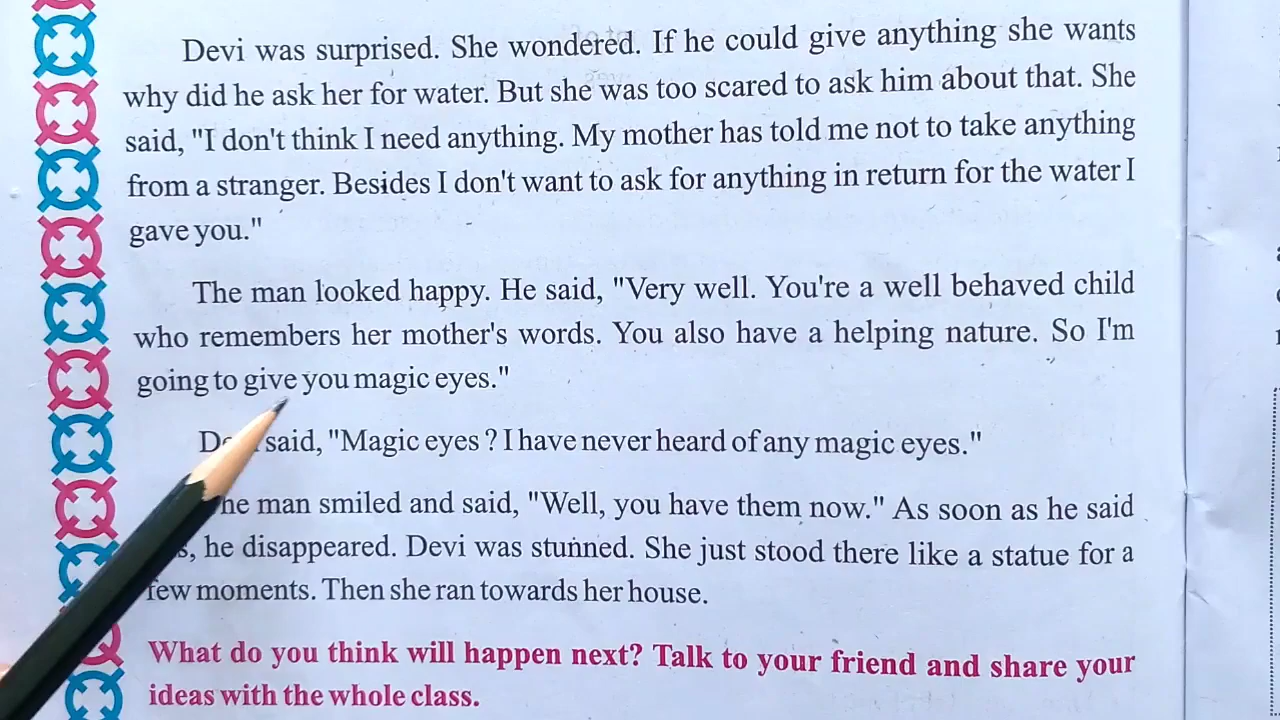 Devi was surprised. She wondered. If he could give anything she wants
why did he ask her for water. But she was too scared to ask him about that. She
said, "I don't think I need anything. My mother has told me not to take anything
from a stranger. Besides I don't want to ask for anything in return for the water I
gave you."
The man looked happy. He said, "Very well. You're a well behaved child
who remembers her mother's words. You also have a helping nature. So I'm
going to give you magic eyes."
said, "Magic eyes ? I have never heard of any magic eyes."
man smiled and said, "Well, you have them now." As soon as he said
he disappeared. Devi was stunned. She just stood there like a statue for a
few moments. Then she ran towards her house.
What do you think will happen next? Talk to your friend and share your
ideas with the whole class.